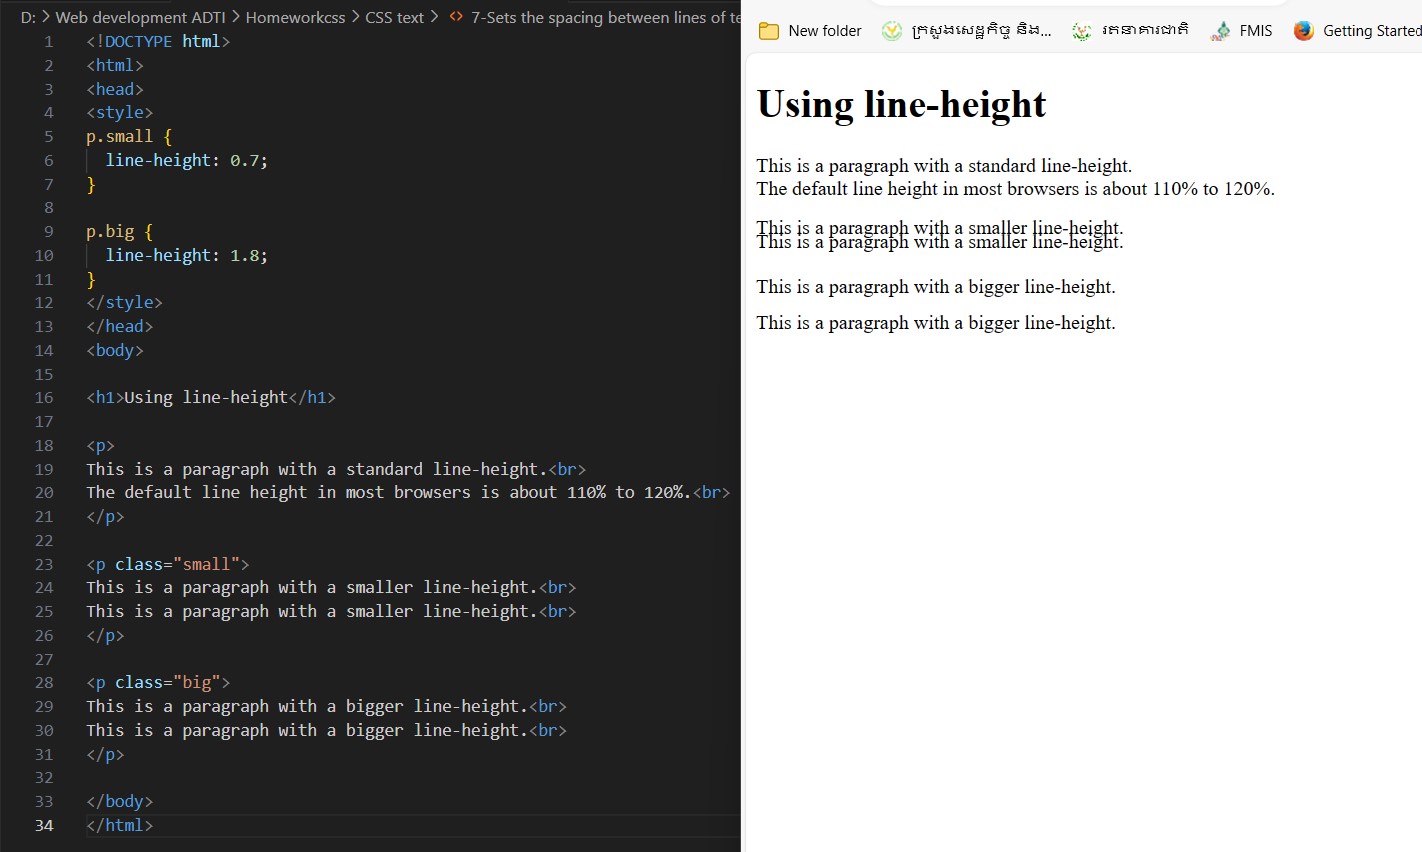 D: > Web development ADTI > Homeworkcss > CSS text > <> 7-Sets the spacing between lines of te
1 <!DOCTYPE html>
2 <html>
3 <head>
4 <style>
5 p.small {
6   line-height: 0.7;
7 }
8
9 p.big {
10   line-height: 1.8;
11 }
12 </style>
13 </head>
14 <body>
15
16 <h1>Using line-height</h1>
17
18 <p>
19 This is a paragraph with a standard line-height.<br>
20 The default line height in most browsers is about 110% to 120%.<br>
21 </p>
22
23 <p class="small">
24 This is a paragraph with a smaller line-height.<br>
25 This is a paragraph with a smaller line-height.<br>
26 </p>
27
28 <p class="big">
29 This is a paragraph with a bigger line-height.<br>
30 This is a paragraph with a bigger line-height.<br>
31 </p>
32
33 </body>
34 </html>
New folder ក្រសួងសេដ្ឋកិច្ច និង... រតនាគារជាតិ FMIS Getting Started
Using line-height
This is a paragraph with a standard line-height.
The default line height in most browsers is about 110% to 120%.
This is a paragraph with a smaller line-height.
This is a paragraph with a smaller line-height.
This is a paragraph with a bigger line-height.
This is a paragraph with a bigger line-height.